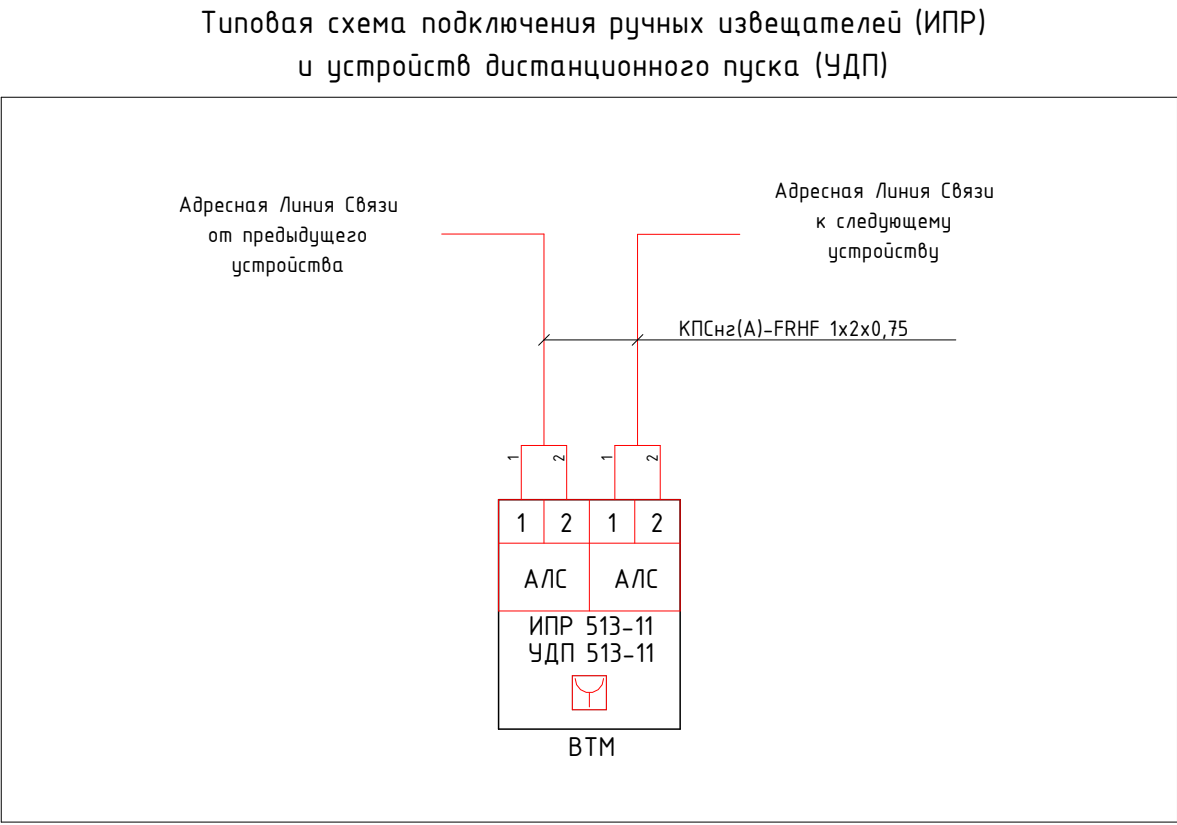 Типовая схема подключения ручных извещателей (ИПР)
и устройств дистанционного пуска (УДП)
Адресная Линия Связи
от предыдущего
устройства
Адресная Линия Связи
к следующему
устройству
КПСнг(А)-FRHF 1х2х0,75
1 2 1 2
1 2 1 2
АЛС АЛС
ИПР 513-11
УДП 513-11
ВТМ